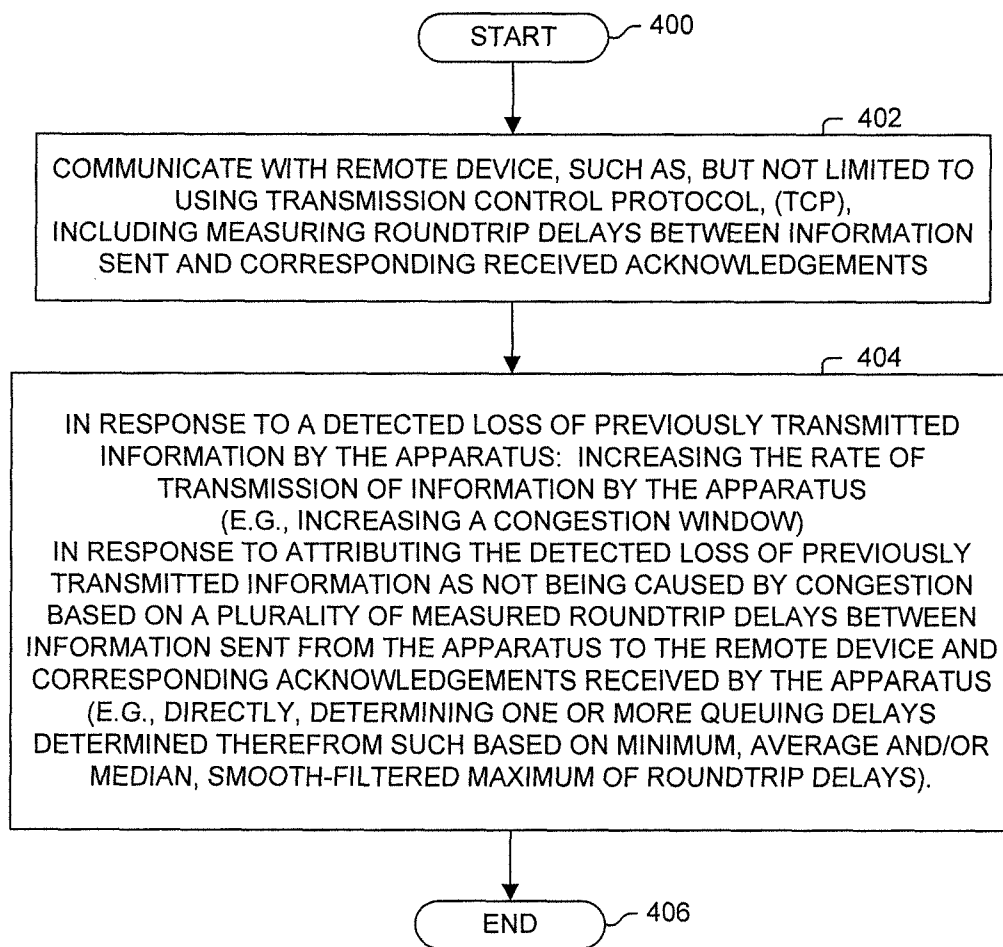 START
400
402
COMMUNICATE WITH REMOTE DEVICE, SUCH AS, BUT NOT LIMITED TO
USING TRANSMISSION CONTROL PROTOCOL, (TCP),
INCLUDING MEASURING ROUNDTRIP DELAYS BETWEEN INFORMATION
SENT AND CORRESPONDING RECEIVED ACKNOWLEDGEMENTS
404
IN RESPONSE TO A DETECTED LOSS OF PREVIOUSLY TRANSMITTED
INFORMATION BY THE APPARATUS: INCREASING THE RATE OF
TRANSMISSION OF INFORMATION BY THE APPARATUS
(E.G., INCREASING A CONGESTION WINDOW)
IN RESPONSE TO ATTRIBUTING THE DETECTED LOSS OF PREVIOUSLY
TRANSMITTED INFORMATION AS NOT BEING CAUSED BY CONGESTION
BASED ON A PLURALITY OF MEASURED ROUNDTRIP DELAYS BETWEEN
INFORMATION SENT FROM THE APPARATUS TO THE REMOTE DEVICE AND
CORRESPONDING ACKNOWLEDGEMENTS RECEIVED BY THE APPARATUS
(E.G., DIRECTLY, DETERMINING ONE OR MORE QUEUING DELAYS
DETERMINED THEREFROM SUCH BASED ON MINIMUM, AVERAGE AND/OR
MEDIAN, SMOOTH-FILTERED MAXIMUM OF ROUNDTRIP DELAYS).
END
406